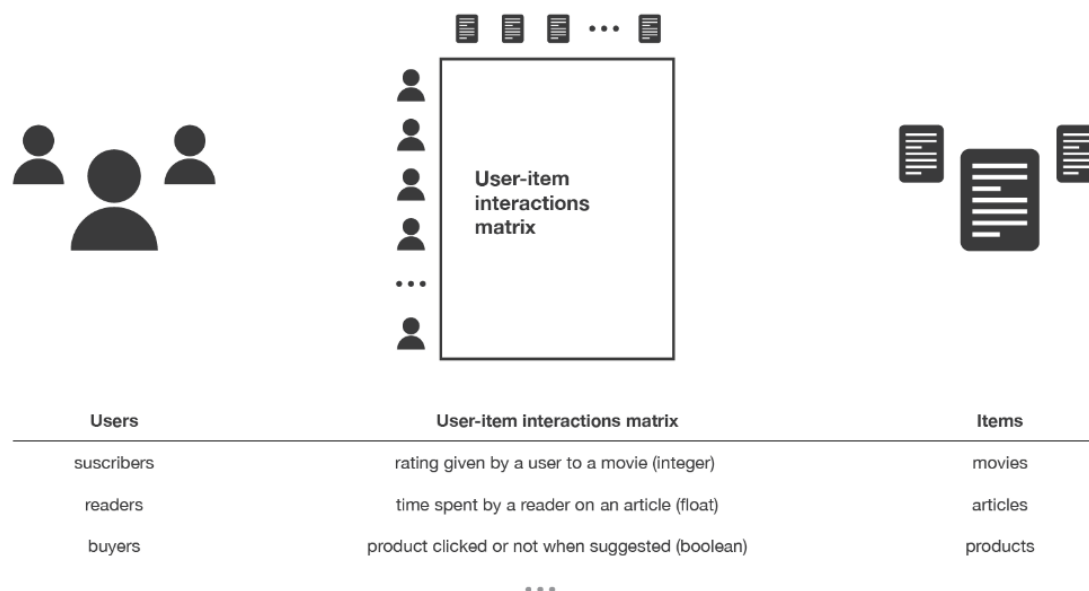 User-item
interactions
matrix
Users User-item interactions matrix Items
suscribers rating given by a user to a movie (integer) movies
readers time spent by a reader on an article (float) articles
buyers product clicked or not when suggested (boolean) products